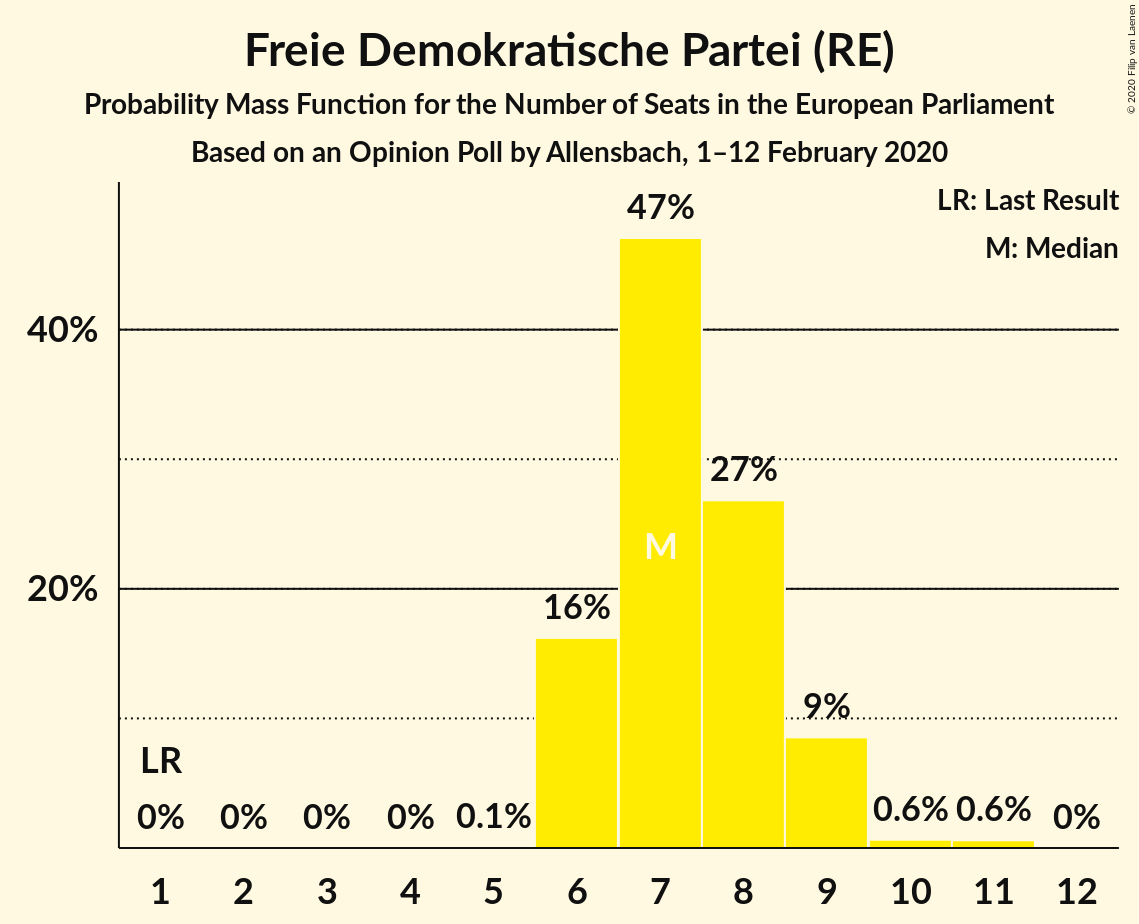 Freie Demokratische Partei (RE)
Probability Mass Function for the Number of Seats in the European Parliament
Based on an Opinion Poll by Allensbach, 1–12 February 2020
© 2020 Filip van Laenen
LR: Last Result
M: Median
47%
40%
27%
M
20%
16%
9%
LR
0% 0% 0% 0% 0.1% 0.6% 0.6% 0%
1 2 3 4 5 6 7 8 9 10 11 12